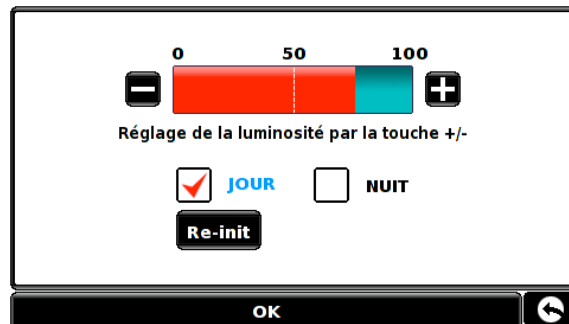 0 50 100
Réglage de la luminosité par la touche +/-
JOUR NUIT
Re-init
OK